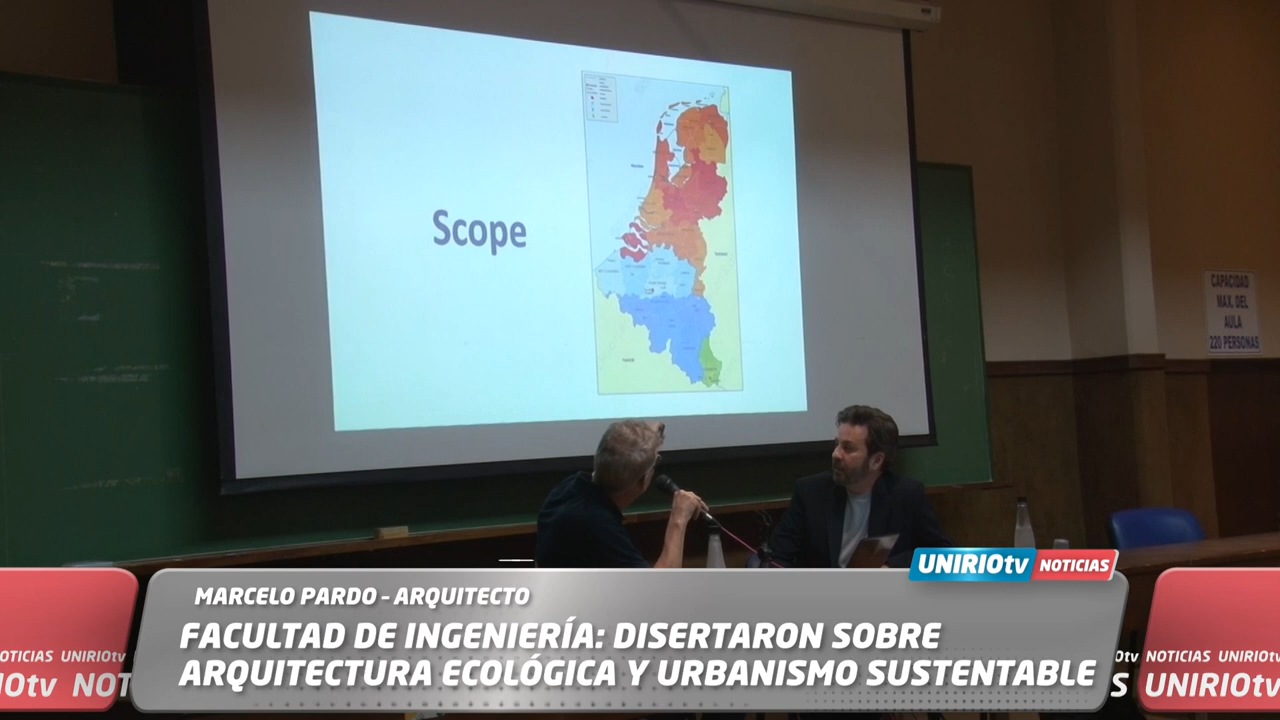 Scope
CAPACIDAD
MAX. DEL
AULA
220 PERSONAS
UNIRIOtv NOTICIAS
MARCELO PARDO - ARQUITECTO
FACULTAD DE INGENIERÍA: DISERTARON SOBRE
ARQUITECTURA ECOLÓGICA Y URBANISMO SUSTENTABLE
OTICIAS UNIRIOtv
IOtv NOT
Otv NOTICIAS UNIRIOtv
S UNIRIOtv